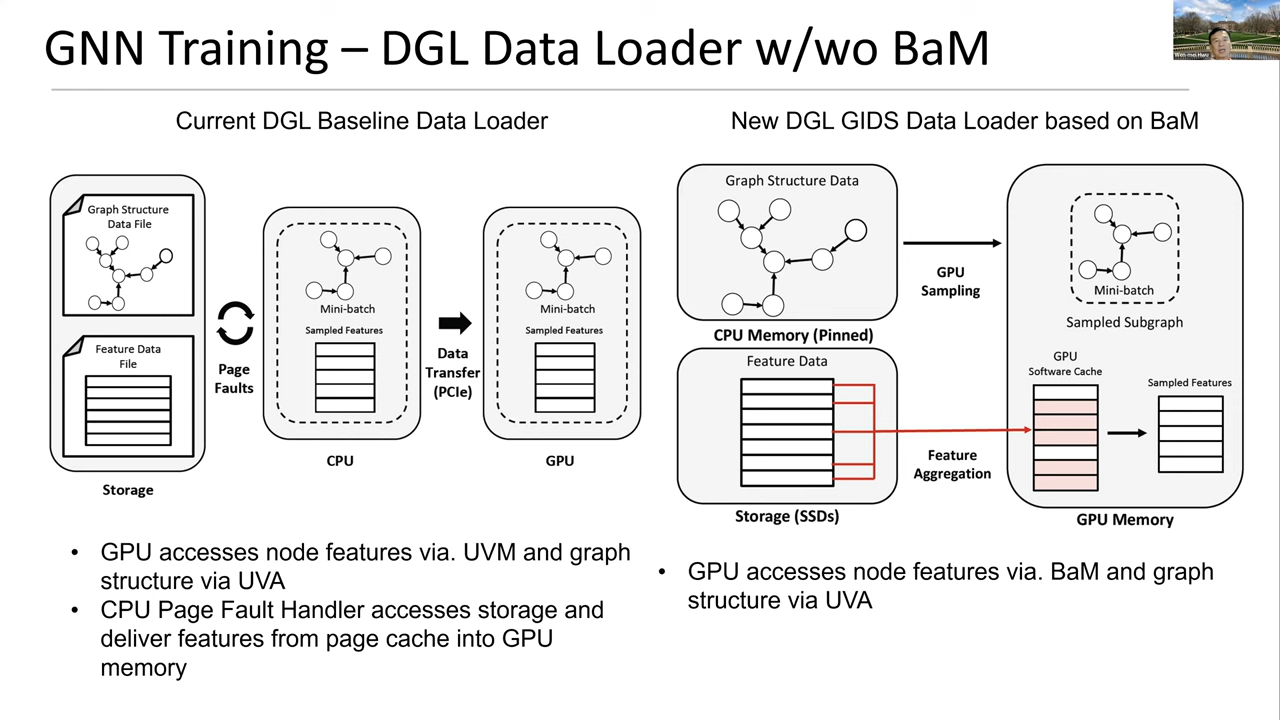 GNN Training – DGL Data Loader w/wo BaM
Wen-mei Hwu
Current DGL Baseline Data Loader
Graph Structure
Data File
Feature Data
File
Storage
Page
Faults
Mini-batch
Sampled Features
CPU
Data
Transfer
(PCIe)
Mini-batch
Sampled Features
GPU
• GPU accesses node features via. UVM and graph
structure via UVA
• CPU Page Fault Handler accesses storage and
deliver features from page cache into GPU
memory
New DGL GIDS Data Loader based on BaM
Graph Structure Data
CPU Memory (Pinned)
Feature Data
Storage (SSDs)
GPU
Sampling
Feature
Aggregation
Mini-batch
Sampled Subgraph
GPU
Software Cache
Sampled Features
GPU Memory
• GPU accesses node features via. BaM and graph
structure via UVA